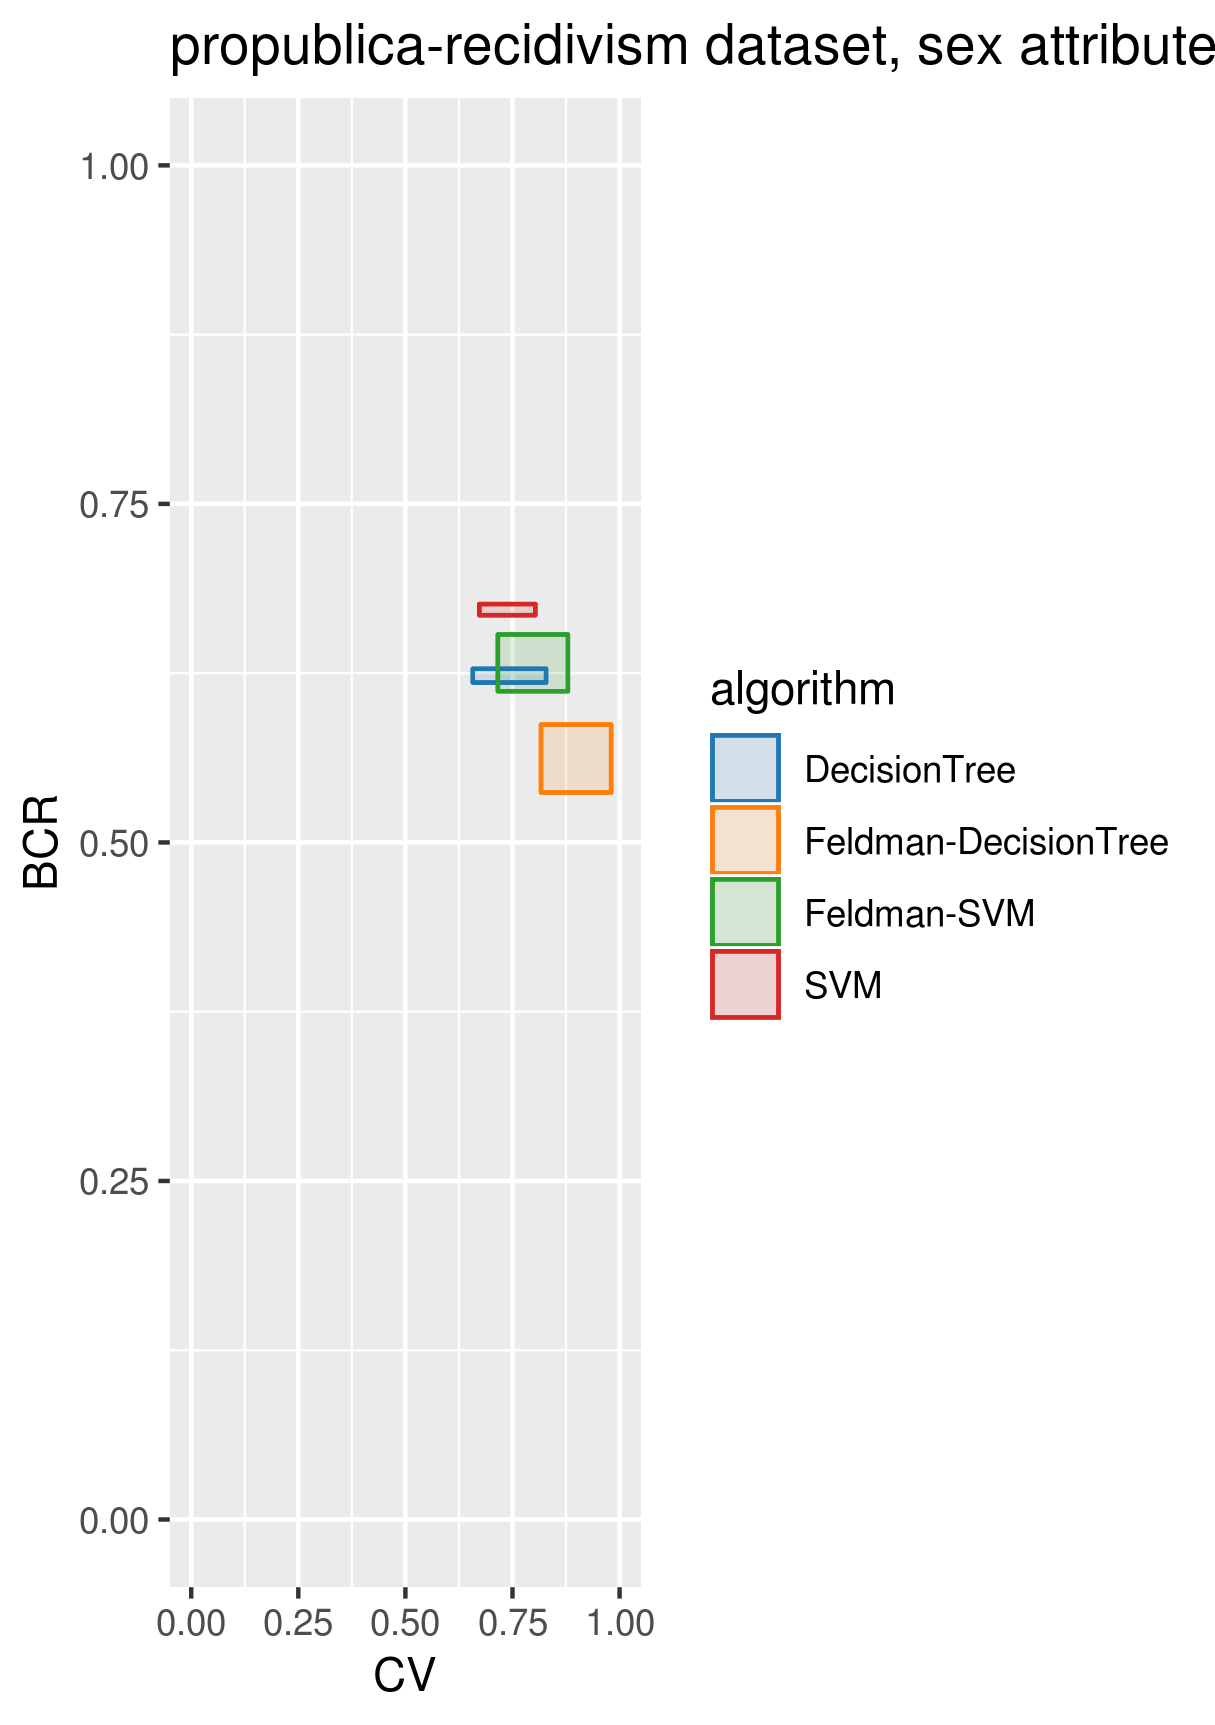 propublica-recidivism dataset, sex attribute
1.00
0.75
0.50
0.25
0.00
BCR
0.00 0.25 0.50 0.75 1.00
CV
algorithm
DecisionTree
Feldman-DecisionTree
Feldman-SVM
SVM